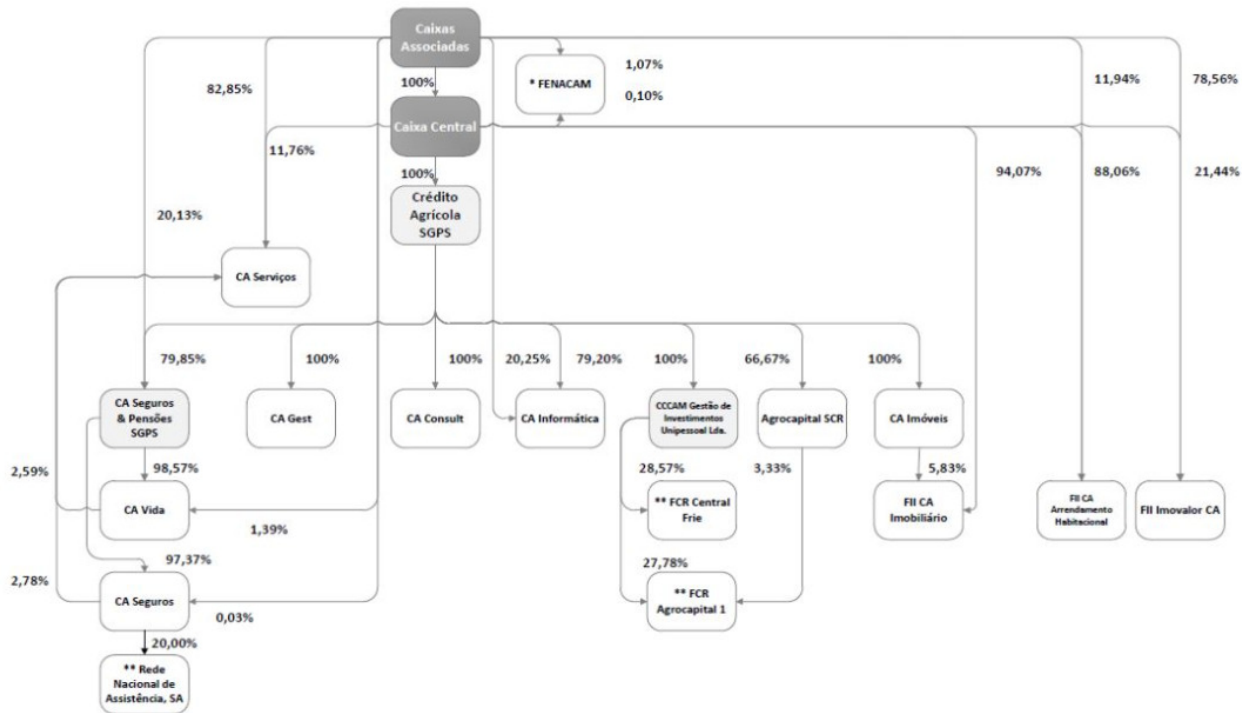 Caixas
Associadas
1,07%
* FENACAM
100%
82,85%
11,94%
78,56%
0,10%
Caixa Central
11,76%
100%
94,07%
88,06%
21,44%
Crédito
Agrícola
SGPS
20,13%
CA Serviços
79,85%
100%
100%
20,25%
79,20%
100%
66,67%
100%
CA Seguros
& Pensões
SGPS
CA Gest
CA Consult
CA Informática
CCCAM Gestão de
Investimentos
Unipessoal Lda.
Agrocapital SCR
CA Imóveis
2,59%
98,57%
28,57%
3,33%
5,83%
CA Vida
** FCR Central
Frie
FII CA
Imobiliário
FII CA
Arrendamento
Habitacional
FII Imovalor CA
1,39%
97,37%
27,78%
2,78%
CA Seguros
** FCR
Agrocapital 1
0,03%
20,00%
** Rede
Nacional de
Assistência, SA